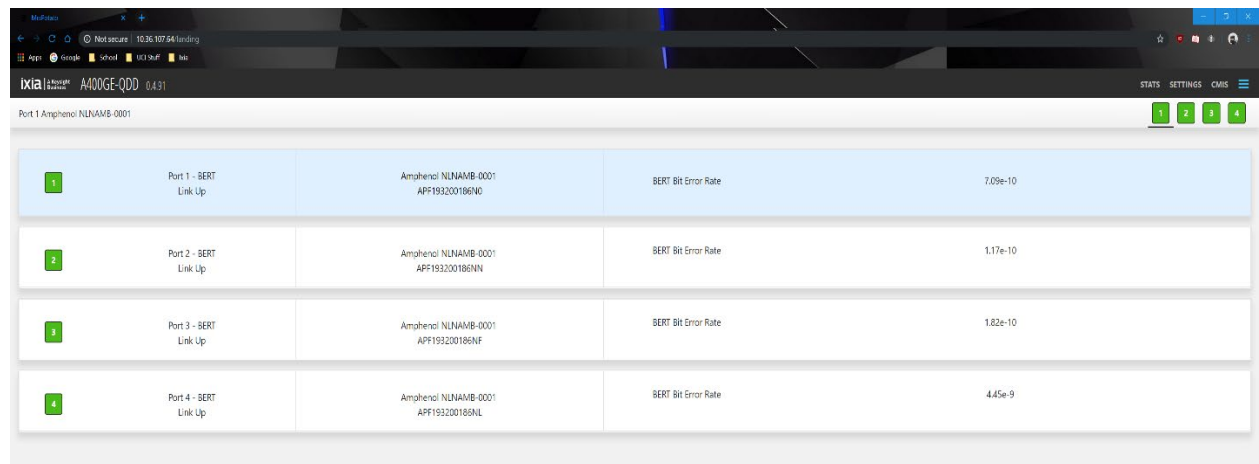 Not secure 10.36.107.64/landing
Apps Google School UCI Stuff Ixia
ixia A Keysight Business A400GE-QDD 0.4.91
STATS SETTINGS CMIS
Port 1 Amphenol NLNAMB-0001
1 2 3 4
1
Port 1 - BERT
Link Up
Amphenol NLNAMB-0001
APF193200186N0
BERT Bit Error Rate
7.09e-10
2
Port 2 - BERT
Link Up
Amphenol NLNAMB-0001
APF193200186NN
BERT Bit Error Rate
1.17e-10
3
Port 3 - BERT
Link Up
Amphenol NLNAMB-0001
APF193200186NF
BERT Bit Error Rate
1.82e-10
4
Port 4 - BERT
Link Up
Amphenol NLNAMB-0001
APF193200186NL
BERT Bit Error Rate
4.45e-9